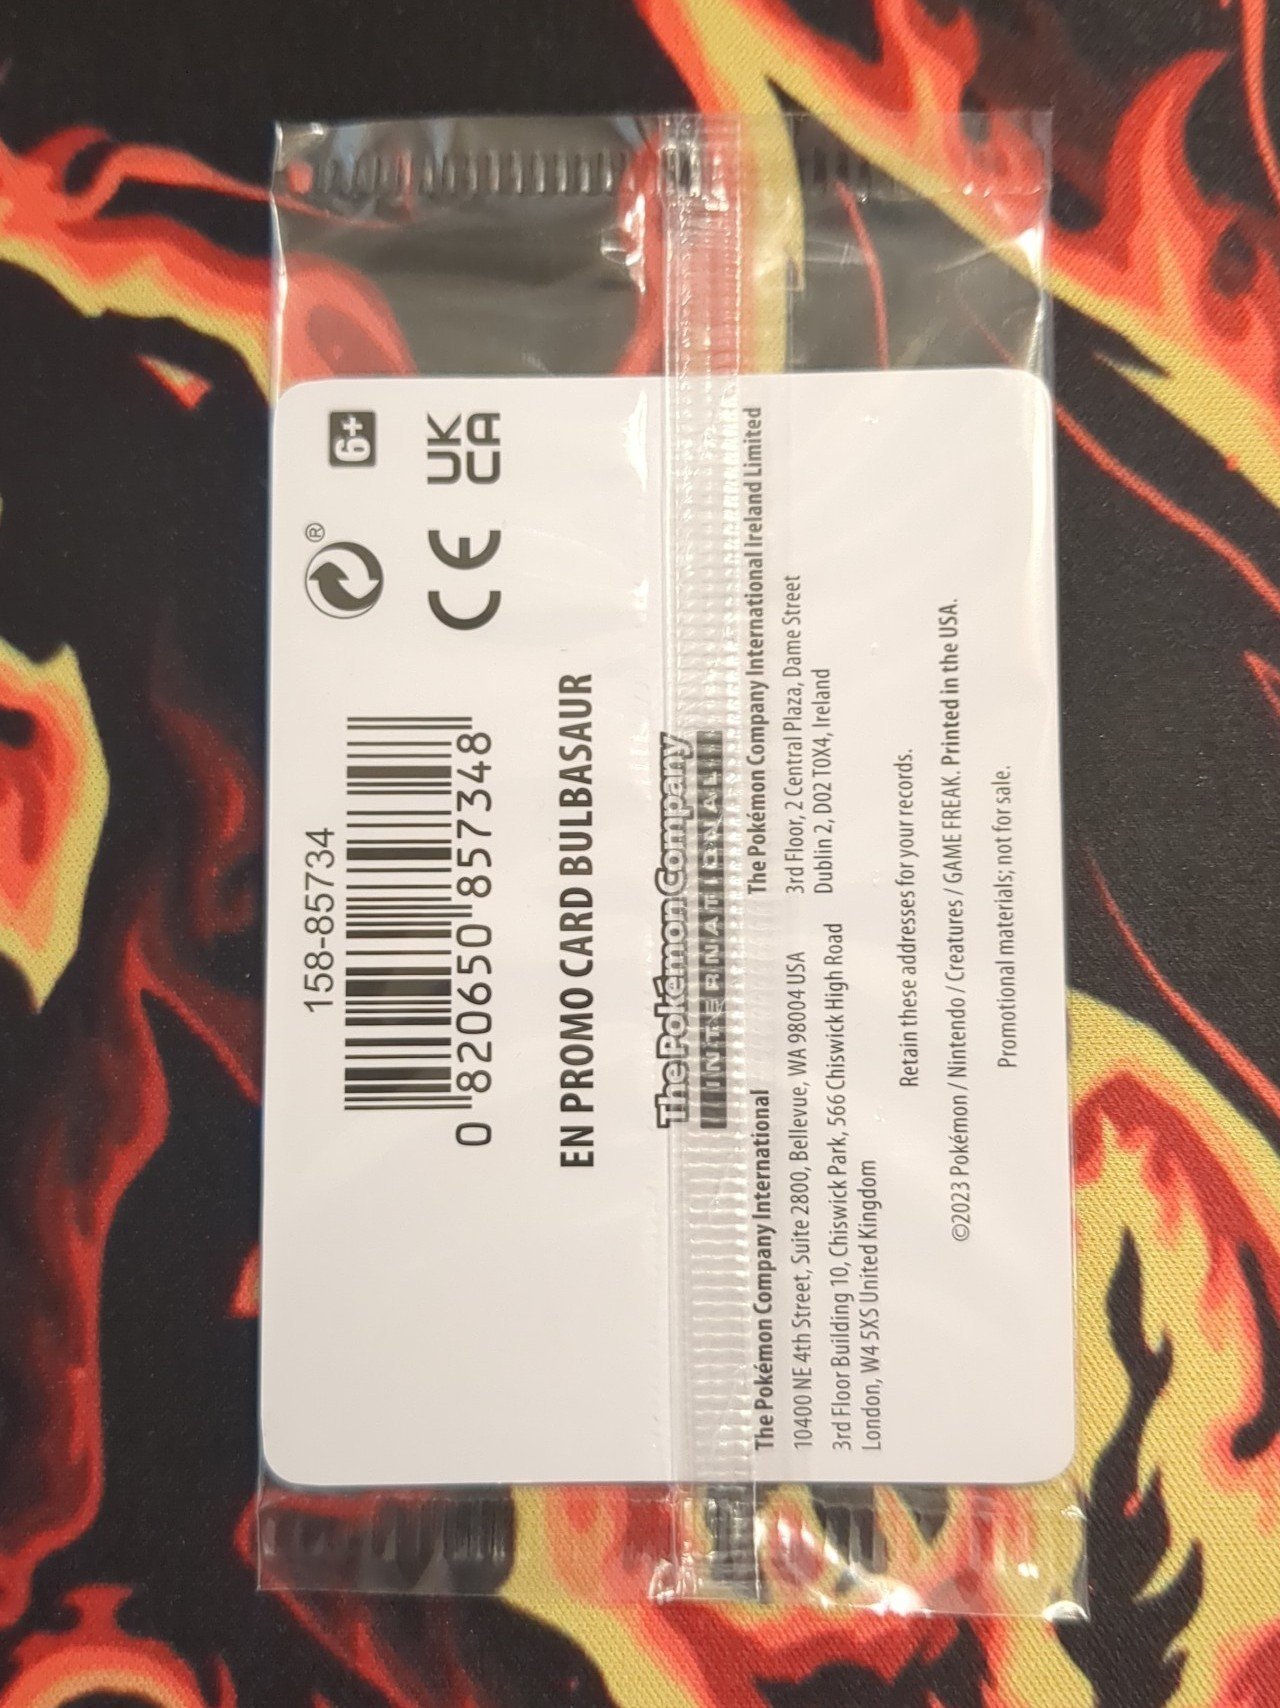 158-85734
0 820650 857348
®
6+
CE
UK
CA
EN PROMO CARD BULBASAUR
The Pokémon Company
INTERNATIONAL
The Pokémon Company International
10400 NE 4th Street, Suite 2800, Bellevue, WA 98004 USA
3rd Floor Building 10, Chiswick Park, 566 Chiswick High Road
London, W4 5XS United Kingdom
The Pokémon Company International Ireland Limited
3rd Floor, 2 Central Plaza, Dame Street
Dublin 2, D02 T0X4, Ireland
Retain these addresses for your records.
©2023 Pokémon / Nintendo / Creatures / GAME FREAK. Printed in the USA.
Promotional materials; not for sale.